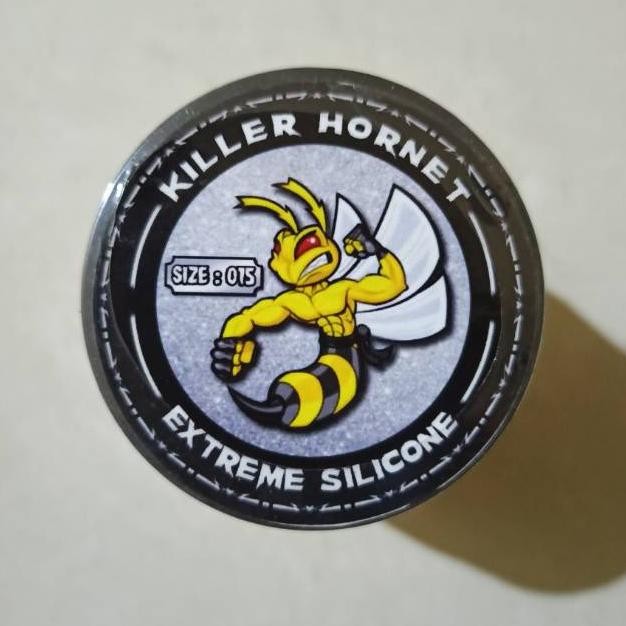 KILLER HORNET
SIZE : 015
EXTREME SILICONE